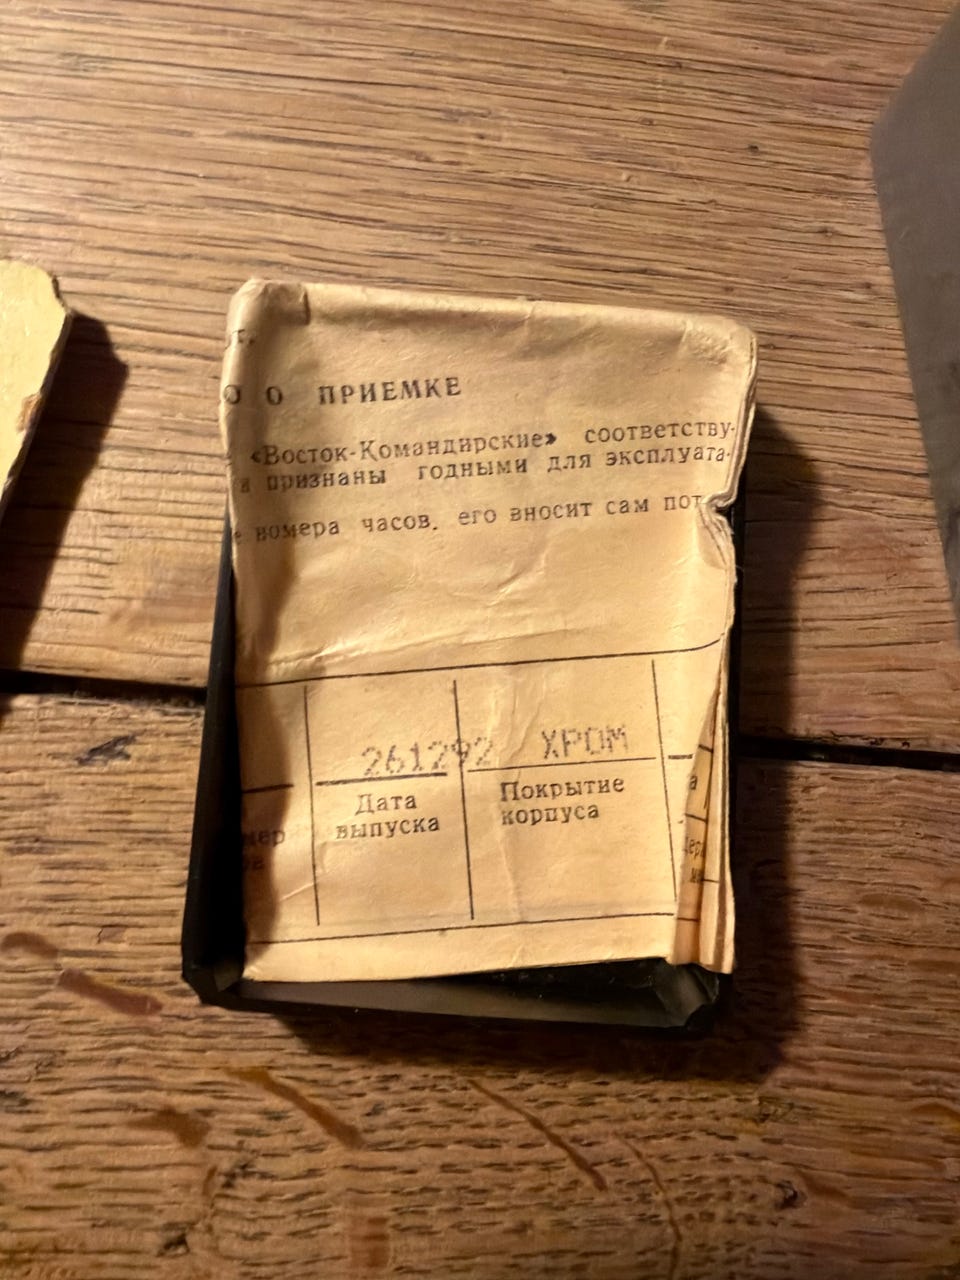 т.
О О ПРИЕМКЕ
«Восток-Командирские» соответству-
и признаны годными для эксплуата-
е номера часов, его вносит сам пот
261292 ХРОМ
Дата Покрытие
выпуска корпуса
мер